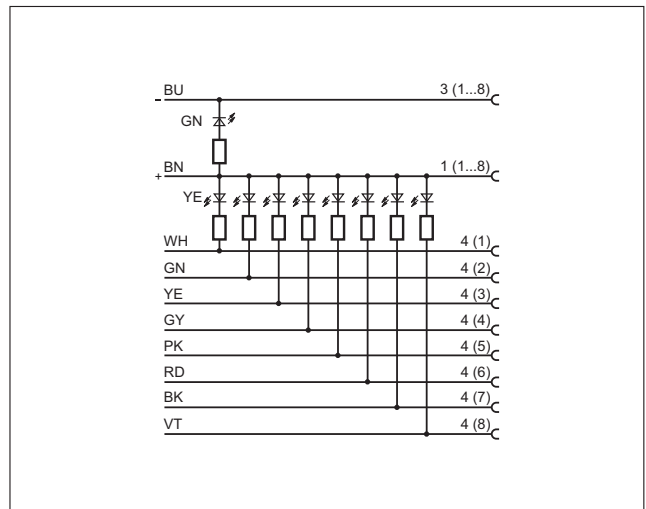 - BU 3 (1...8)
GN
+ BN 1 (1...8)
YE
WH 4 (1)
GN 4 (2)
YE 4 (3)
GY 4 (4)
PK 4 (5)
RD 4 (6)
BK 4 (7)
VT 4 (8)